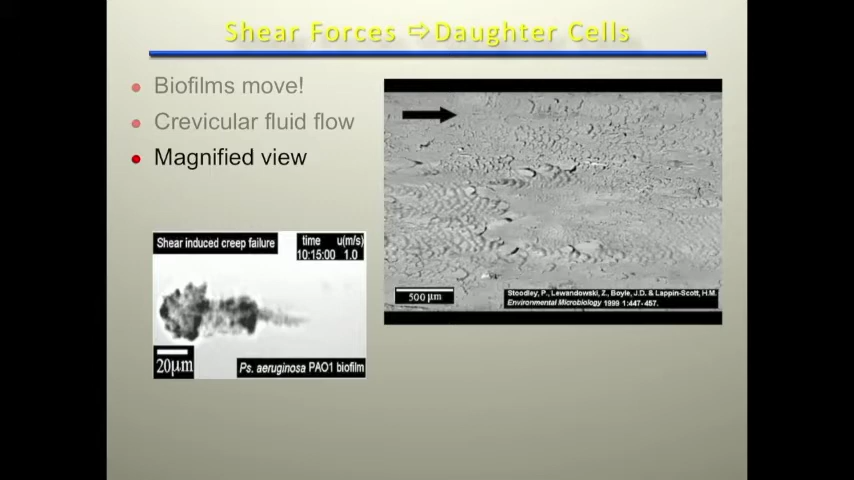 Shear Forces ⇨Daughter Cells
Biofilms move!
Crevicular fluid flow
Magnified view
Shear induced creep failure
time u(m/s)
10:15:00 1.0
20µm
Ps. aeruginosa PAO1 biofilm
500 µm
Stoodley, P., Lewandowski, Z., Boyle, J.D. & Lappin-Scott, H.M.
Environmental Microbiology 1999 1:447-457.